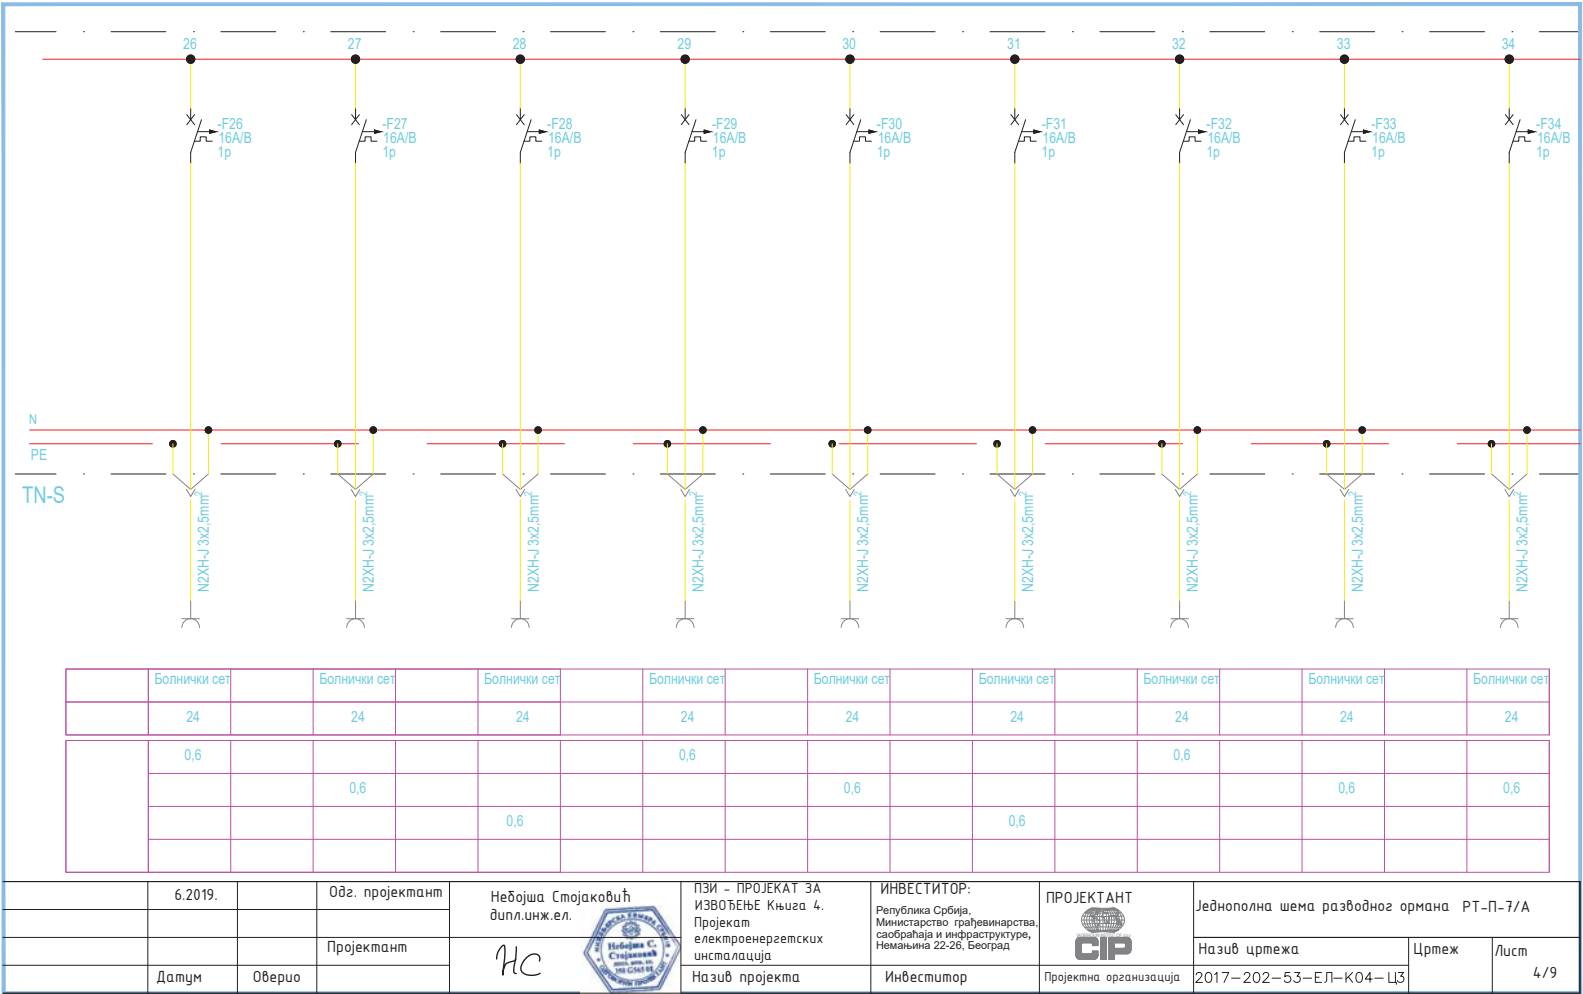 26 27 28 29 30 31 32 33 34
-F26 -F27 -F28 -F29 -F30 -F31 -F32 -F33 -F34
16A/B 16A/B 16A/B 16A/B 16A/B 16A/B 16A/B 16A/B 16A/B
1p 1p 1p 1p 1p 1p 1p 1p 1p
N
PE
TN-S
N2XH-J 3x2,5mm² N2XH-J 3x2,5mm² N2XH-J 3x2,5mm² N2XH-J 3x2,5mm² N2XH-J 3x2,5mm² N2XH-J 3x2,5mm² N2XH-J 3x2,5mm² N2XH-J 3x2,5mm² N2XH-J 3x2,5mm²
Болнички сет Болнички сет Болнички сет Болнички сет Болнички сет Болнички сет Болнички сет Болнички сет Болнички сет
24 24 24 24 24 24 24 24 24
0,6 0,6 0,6
0,6 0,6 0,6 0,6
0,6 0,6
6.2019.
Одг. пројектант
Пројектант
Датум
Оверио
Небојша Стојаковић
дипл.инж.ел.
НС
Небојша С.
Стојаковић
ПЗИ - ПРОЈЕКАТ ЗА
ИЗВОЂЕЊЕ Књига 4.
Пројекат
електроенергетских
инсталација
Назив пројекта
ИНВЕСТИТОР:
Република Србија,
Министарство грађевинарства,
саобраћаја и инфраструктуре,
Немањина 22-26, Београд
Инвеститор
ПРОЈЕКТАНТ
CIP
Пројектна организација
Једнополна шема разводног ормана РТ-П-7/А
Назив цртежа
2017-202-53-ЕЛ-К04-Ц3
Цртеж
Лист
4/9